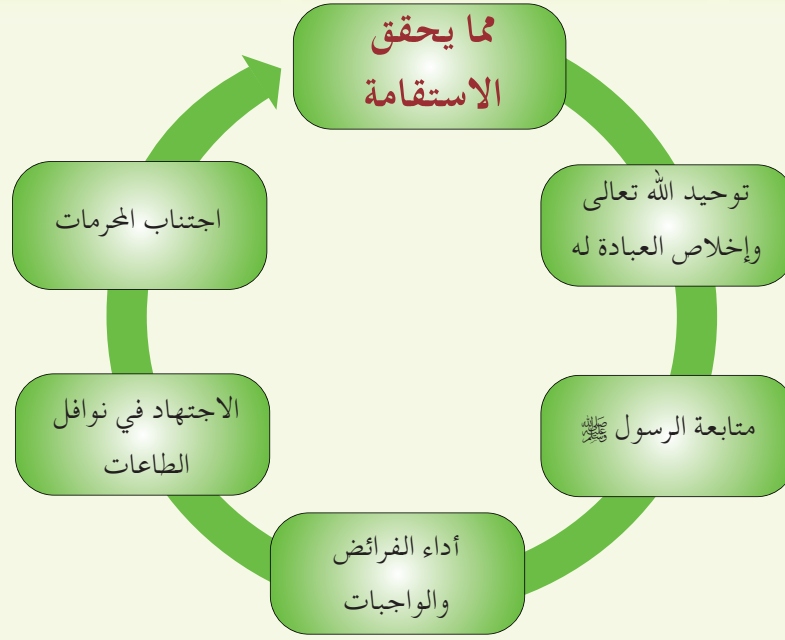 مما يحقق
الاستقامة
توحيد الله تعالى
وإخلاص العبادة له
متابعة الرسول ﷺ
أداء الفرائض
والواجبات
الاجتهاد في نوافل
الطاعات
اجتناب المحرمات